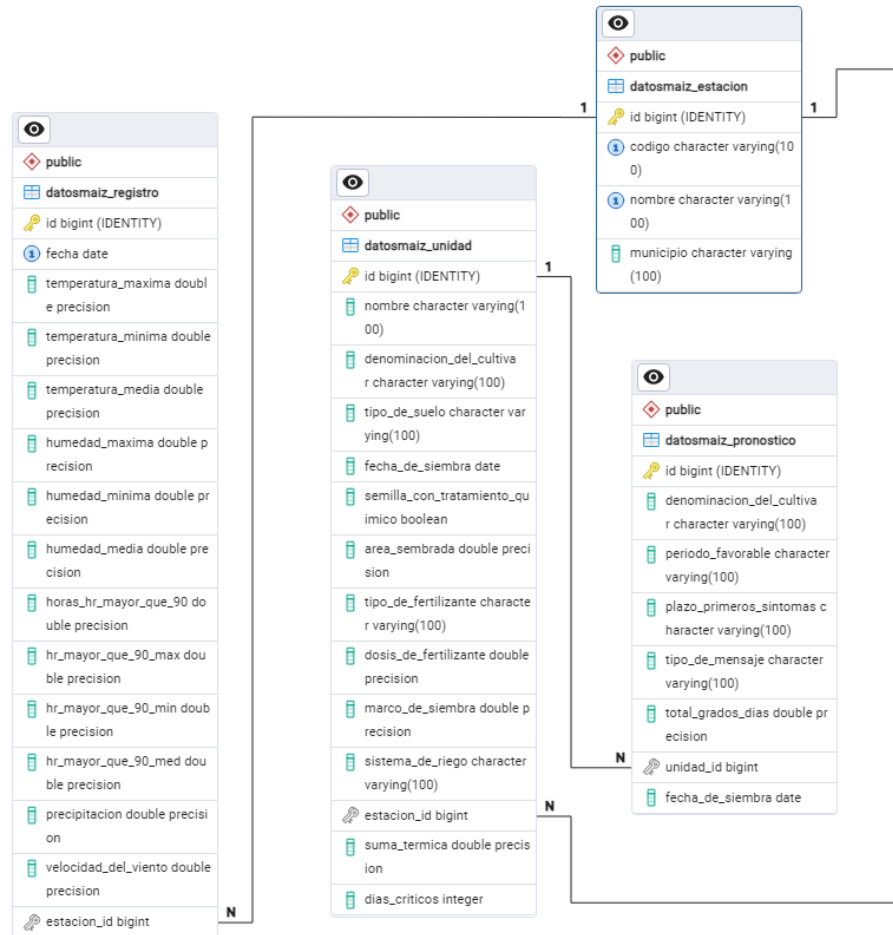 public
datosmaiz_estacion
1
1
id bigint (IDENTITY)
codigo character varying(10
0)
nombre character varying(1
00)
municipio character varying
(100)
public
datosmaiz_registro
id bigint (IDENTITY)
1 fecha date
temperatura_maxima doubl
e precision
temperatura_minima double
precision
temperatura_media double
precision
humedad_maxima double p
recision
humedad_minima double pr
ecision
humedad_media double pre
cision
horas_hr_mayor_que_90 do
uble precision
hr_mayor_que_90_max dou
ble precision
hr_mayor_que_90_min doub
le precision
hr_mayor_que_90_med dou
ble precision
precipitacion double precisi
on
velocidad_del_viento double
precision
estacion_id bigint
N
public
datosmaiz_unidad
id bigint (IDENTITY)
1
nombre character varying(1
00)
denominacion_del_cultiva
r character varying(100)
tipo_de_suelo character var
ying(100)
fecha_de_siembra date
semilla_con_tratamiento_qu
imico boolean
area_sembrada double preci
sion
tipo_de_fertilizante characte
r varying(100)
dosis_de_fertilizante double
precision
marco_de_siembra double p
recision
sistema_de_riego character
varying(100)
estacion_id bigint
N
suma_termica double precis
ion
dias_criticos integer
public
datosmaiz_pronostico
id bigint (IDENTITY)
denominacion_del_cultiva
r character varying(100)
periodo_favorable character
varying(100)
plazo_primeros_sintomas c
haracter varying(100)
tipo_de_mensaje character
varying(100)
total_grados_dias double pr
ecision
N
unidad_id bigint
fecha_de_siembra date